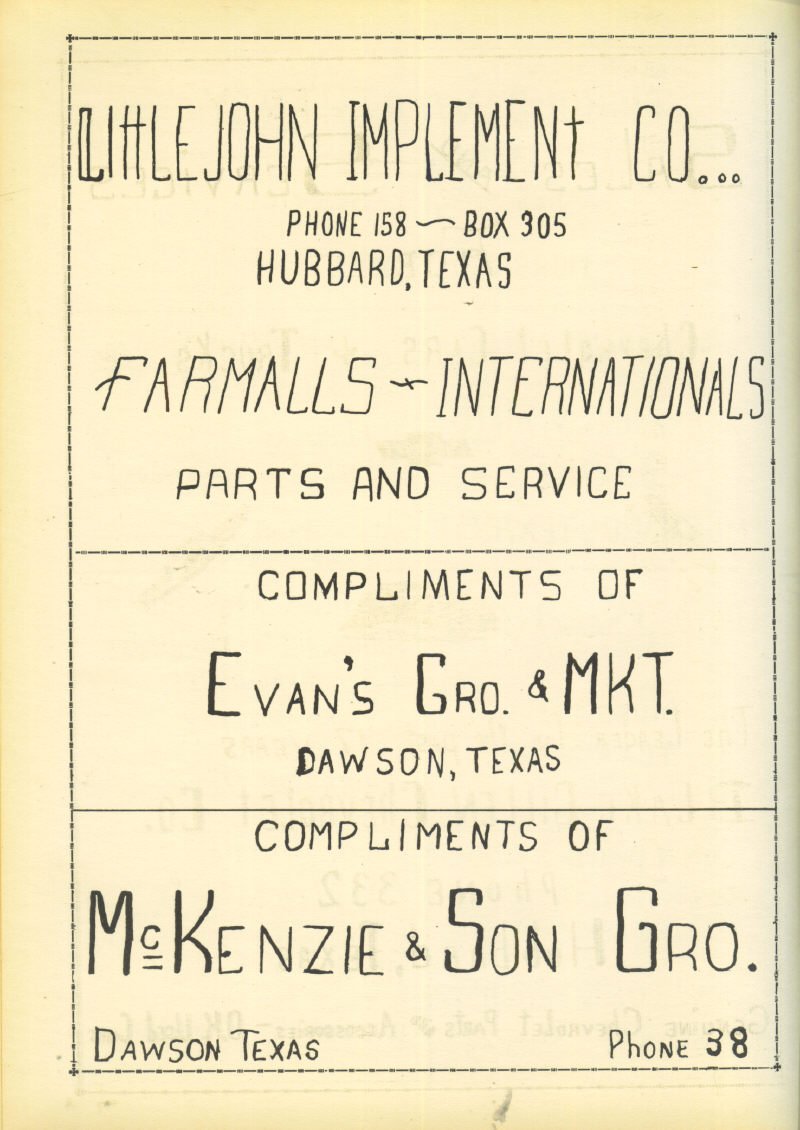 LITTLEJOHN IMPLEMENT CO...
PHONE 158 ~ BOX 305
HUBBARD, TEXAS
FARMALLS ~ INTERNATIONALS
PARTS AND SERVICE
COMPLIMENTS OF
EVAN'S GRO. & MKT.
DAWSON, TEXAS
COMPLIMENTS OF
McKENZIE & SON GRO.
DAWSON TEXAS PHONE 38